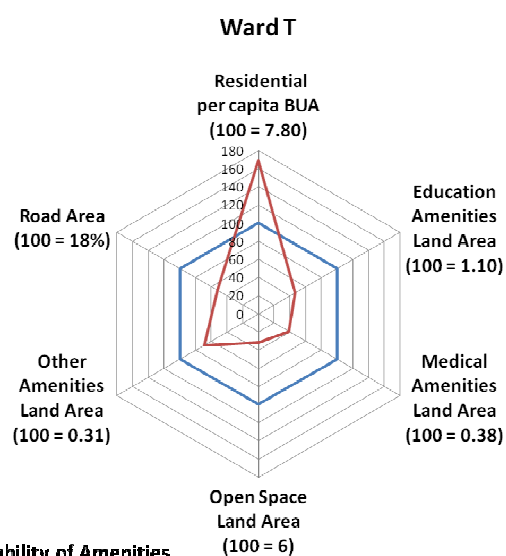 Ward T
Residential
per capita BUA
(100 = 7.80)
180
160
140
120
100
80
60
40
20
0
Education
Amenities
Land Area
(100 = 1.10)
Road Area
(100 = 18%)
Other
Amenities
Land Area
(100 = 0.31)
Medical
Amenities
Land Area
(100 = 0.38)
Open Space
Land Area
(100 = 6)
of Amenities